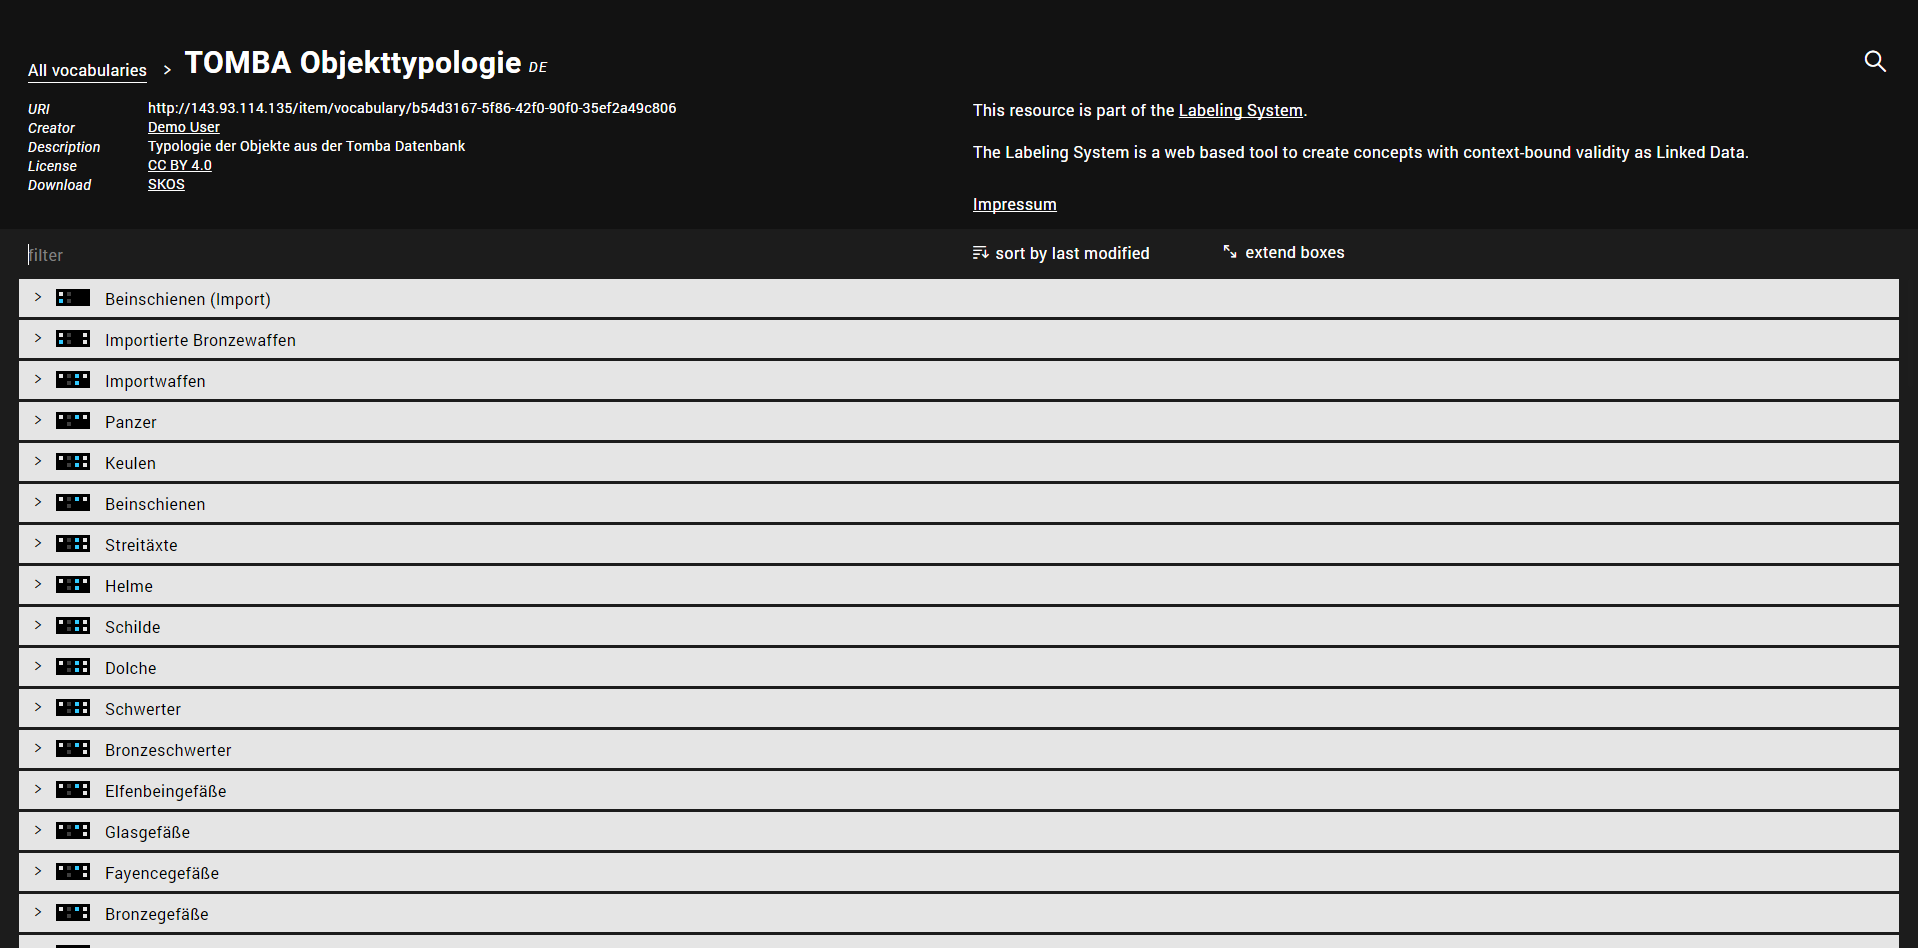 All vocabularies > TOMBA Objekttypologie DE
URI http://143.93.114.135/item/vocabulary/b54d3167-5f86-42f0-90f0-35ef2a49c806
Creator Demo User
Description Typologie der Objekte aus der Tomba Datenbank
License CC BY 4.0
Download SKOS
This resource is part of the Labeling System.
The Labeling System is a web based tool to create concepts with context-bound validity as Linked Data.
Impressum
filter
sort by last modified
extend boxes
Beinschienen (Import)
Importierte Bronzewaffen
Importwaffen
Panzer
Keulen
Beinschienen
Streitäxte
Helme
Schilde
Dolche
Schwerter
Bronzeschwerter
Elfenbeingefäße
Glasgefäße
Fayencegefäße
Bronzegefäße